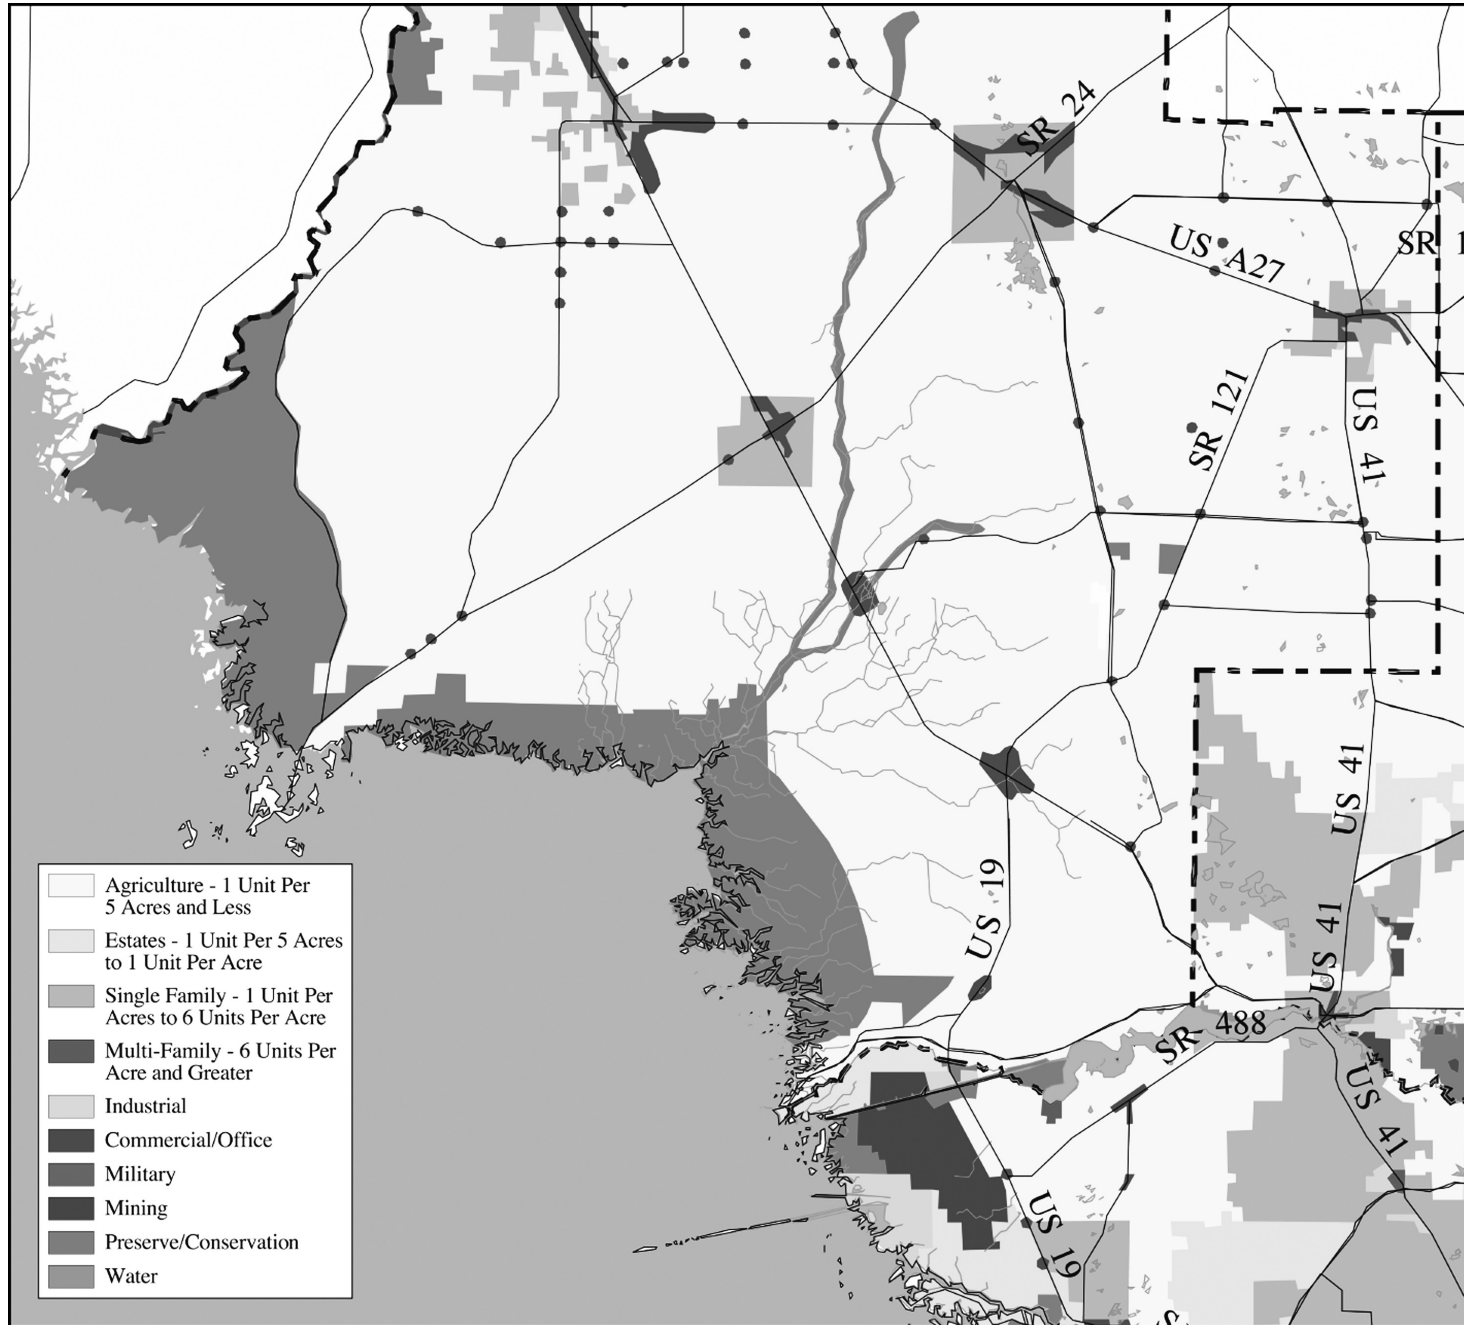 SR 24
US A27
SR 1
SR 121
US 41
US 41
US 19
US 41
SR 488
US 41
US 19
Agriculture - 1 Unit Per
5 Acres and Less
Estates - 1 Unit Per 5 Acres
to 1 Unit Per Acre
Single Family - 1 Unit Per
Acres to 6 Units Per Acre
Multi-Family - 6 Units Per
Acre and Greater
Industrial
Commercial/Office
Military
Mining
Preserve/Conservation
Water